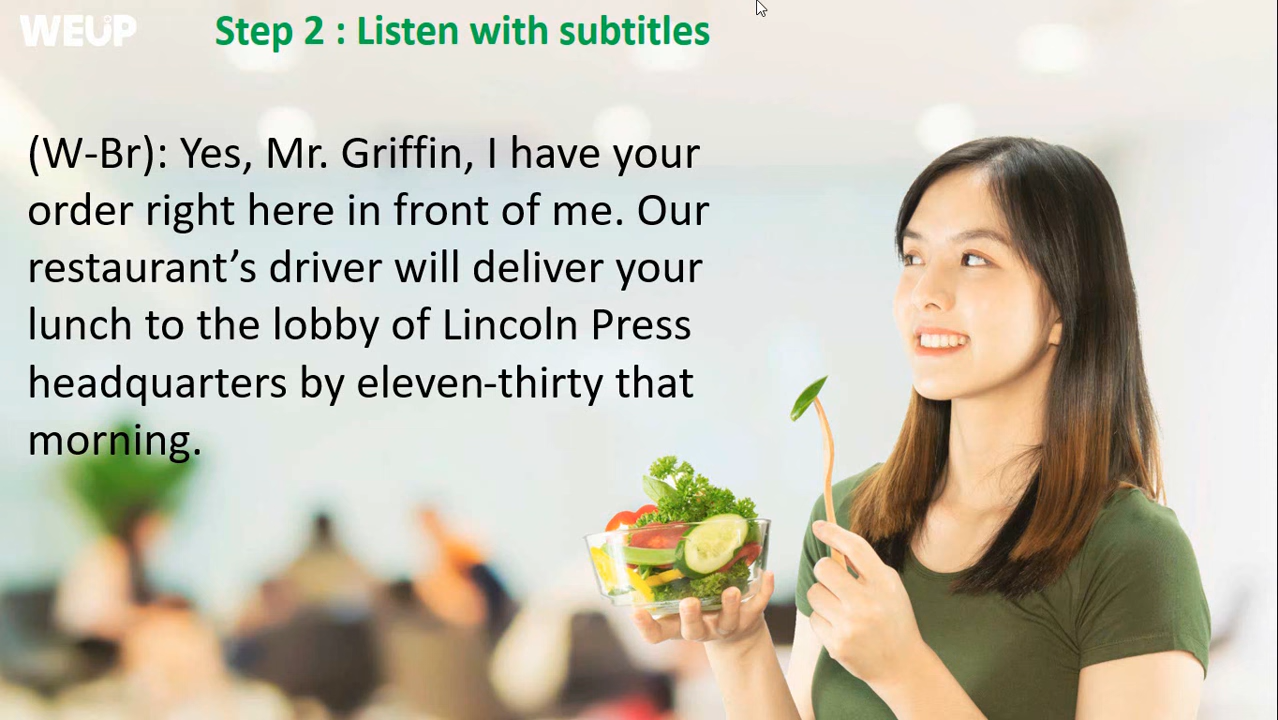 WEUP
Step 2 : Listen with subtitles
(W-Br): Yes, Mr. Griffin, I have your
order right here in front of me. Our
restaurant’s driver will deliver your
lunch to the lobby of Lincoln Press
headquarters by eleven-thirty that
morning.